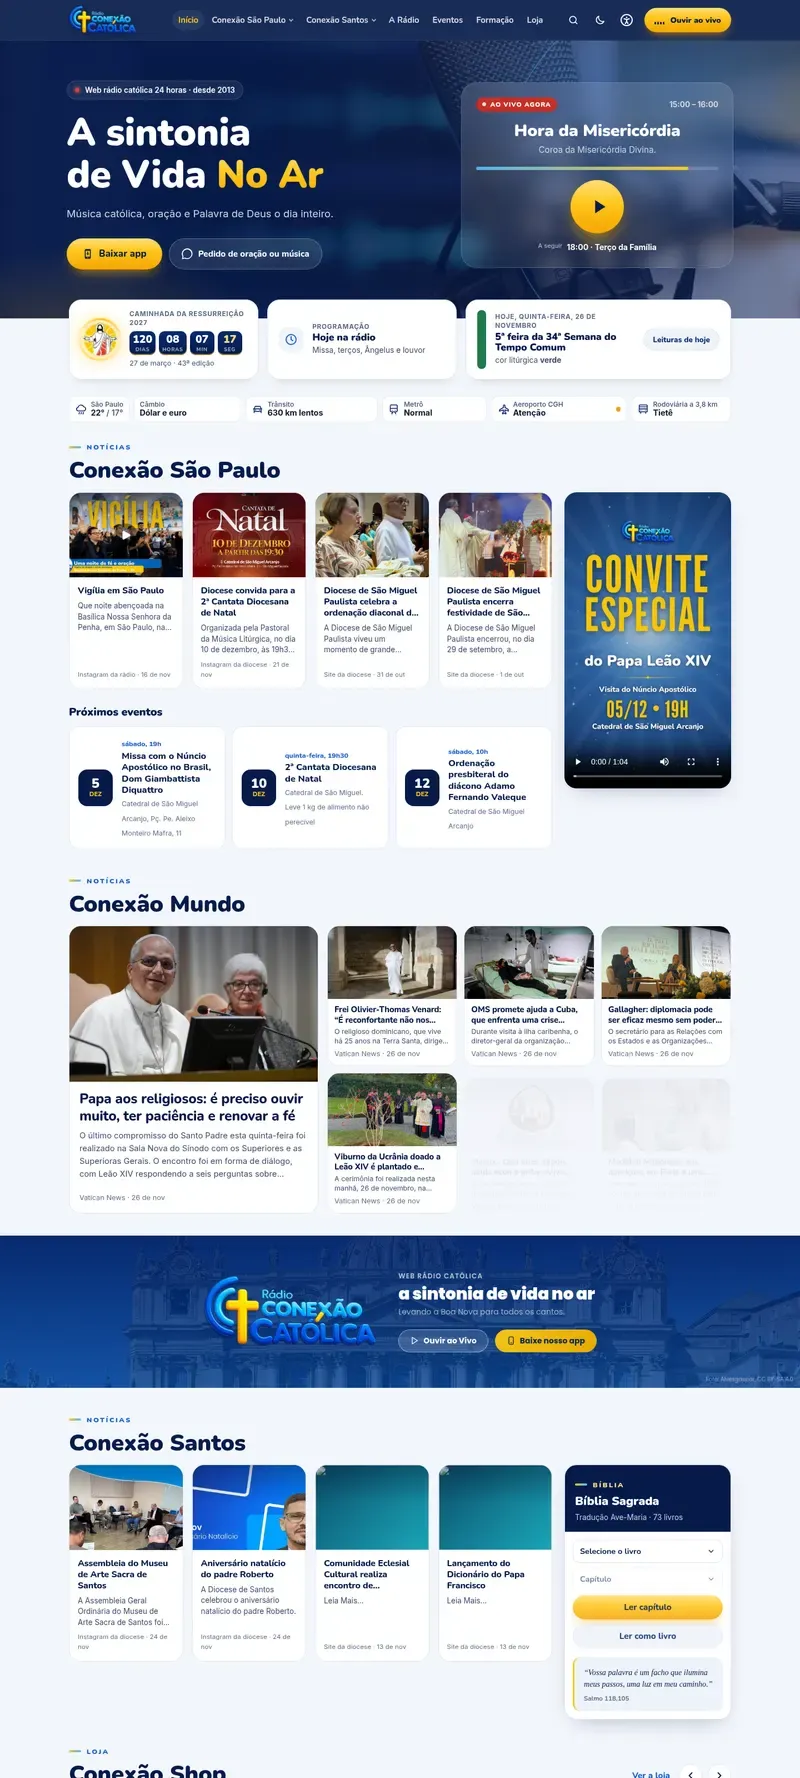 Rádio
CONEXÃO
CATÓLICA
Início
Conexão São Paulo
Conexão Santos
A Rádio
Eventos
Formação
Loja
Ouvir ao vivo
Web rádio católica 24 horas · desde 2013
A sintonia
de Vida No Ar
Música católica, oração e Palavra de Deus o dia inteiro.
Baixar app
Pedido de oração ou música
AO VIVO AGORA
15:00 – 16:00
Hora da Misericórdia
Coroa da Misericórdia Divina.
A seguir 18:00 · Terço da Família
CAMINHADA DA RESSURREIÇÃO
2027
120 08 07 17
DIAS HORAS MIN SEG
27 de março · 43ª edição
PROGRAMAÇÃO
Hoje na rádio
Missa, terços, Ângelus e louvor
HOJE, QUINTA-FEIRA, 26 DE
NOVEMBRO
5ª feira da 34ª Semana do
Tempo Comum
cor litúrgica verde
Leituras de hoje
São Paulo
22° / 17°
Câmbio
Dólar e euro
Trânsito
630 km lentos
Metrô
Normal
Aeroporto CGH
Atenção
Rodoviária a 3,8 km
Tietê
NOTÍCIAS
Conexão São Paulo
VIGÍLIA
Uma noite de fé e oração
Vigília em São Paulo
Que noite abençoada na
Basílica Nossa Senhora da
Penha, em São Paulo, na...
Instagram da rádio · 16 de nov
CANTATA DE
Natal
10 DE DEZEMBRO
A PARTIR DAS 19:30
Diocese convida para a
2ª Cantata Diocesana
de Natal
Organizada pela Pastoral
da Música Litúrgica, no dia
10 de dezembro, às 19h3...
Instagram da diocese · 21 de
nov
Diocese de São Miguel
Paulista celebra a
ordenação diaconal d...
A Diocese de São Miguel
Paulista viveu um
momento de grande...
Site da diocese · 31 de out
Diocese de São Miguel
Paulista encerra
festividade de São...
A Diocese de São Miguel
Paulista encerrou, no dia
29 de setembro, a...
Site da diocese · 1 de out
Rádio
CONEXÃO
CATÓLICA
CONVITE
ESPECIAL
do Papa Leão XIV
Visita do Núncio Apostólico
05/12 • 19H
Catedral de São Miguel Arcanjo
0:00 / 1:04
Próximos eventos
5
DEZ
sábado, 19h
Missa com o Núncio
Apostólico no Brasil,
Dom Giambattista
Diquattro
Catedral de São Miguel
Arcanjo, Pç. Pe. Aleixo
Monteiro Mafra, 11
10
DEZ
quinta-feira, 19h30
2ª Cantata Diocesana
de Natal
Catedral de São Miguel.
Leve 1 kg de alimento não
perecível
12
DEZ
sábado, 10h
Ordenação
presbiteral do
diácono Adamo
Fernando Valeque
Catedral de São Miguel
Arcanjo
NOTÍCIAS
Conexão Mundo
Papa aos religiosos: é preciso ouvir
muito, ter paciência e renovar a fé
O último compromisso do Santo Padre esta quinta-feira foi
realizado na Sala Nova do Sínodo com os Superiores e as
Superioras Gerais. O encontro foi em forma de diálogo,
com Leão XIV respondendo a seis perguntas sobre...
Vatican News · 26 de nov
Frei Olivier-Thomas Venard:
“É reconfortante não nos...
O religioso dominicano, que vive
há 25 anos na Terra Santa, dirige...
Vatican News · 26 de nov
OMS promete ajuda a Cuba,
que enfrenta uma crise...
Durante visita à ilha caribenha, o
diretor-geral da organização...
Vatican News · 26 de nov
Gallagher: diplomacia pode
ser eficaz mesmo sem poder...
O secretário para as Relações com
os Estados e as Organizações...
Vatican News · 26 de nov
Viburno da Ucrânia doado a
Leão XIV é plantado e...
A cerimônia foi realizada nesta
manhã, 26 de novembro, na...
Vatican News · 26 de nov
Rádio
CONEXÃO
CATÓLICA
WEB RÁDIO CATÓLICA
a sintonia de vida no ar
Levando a Boa Nova para todos os cantos.
Ouvir ao Vivo
Baixe nosso app
NOTÍCIAS
Conexão Santos
Assembleia do Museu
de Arte Sacra de
Santos
A Assembleia Geral
Ordinária do Museu de
Arte Sacra de Santos foi...
Instagram da diocese · 24 de
nov
ov
ário Natalício
Aniversário natalício
do padre Roberto
A Diocese de Santos
celebrou o aniversário
natalício do padre Roberto.
Instagram da diocese · 24 de
nov
Comunidade Eclesial
Cultural realiza
encontro de...
Leia Mais...
Site da diocese · 13 de nov
Lançamento do
Dicionário do Papa
Francisco
Leia Mais...
Site da diocese · 13 de nov
BÍBLIA
Bíblia Sagrada
Tradução Ave-Maria · 73 livros
Selecione o livro
Capítulo
Ler capítulo
Ler como livro
“Vossa palavra é um facho que ilumina
meus passos, uma luz em meu caminho.”
Salmo 118,105
LOJA
Conexão Shop
Ver a loja